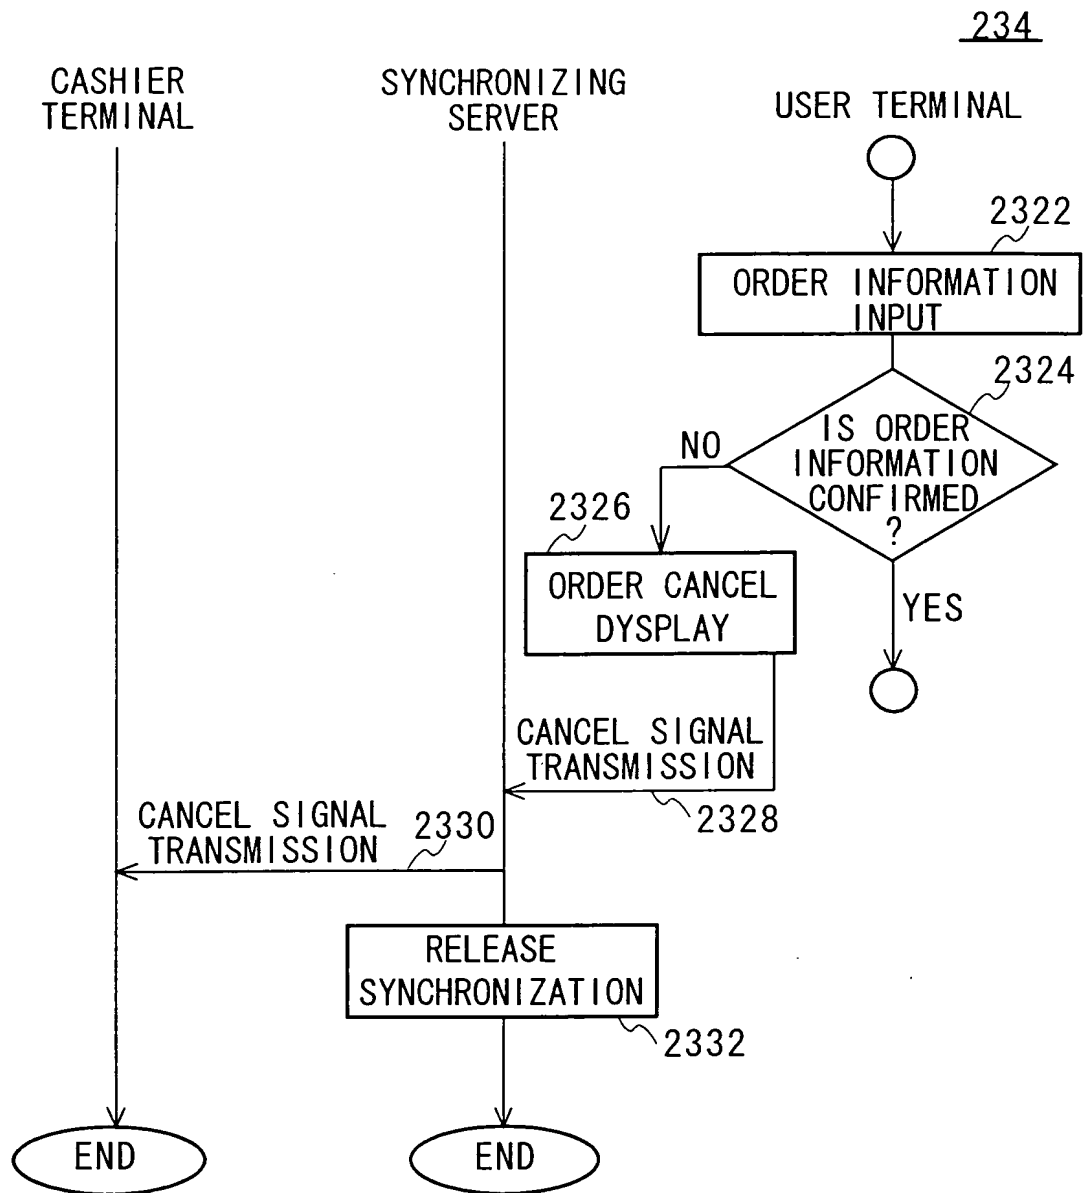 234
CASHIER
TERMINAL
SYNCHRONIZING
SERVER
USER TERMINAL
2322
ORDER INFORMATION
INPUT
2324
IS ORDER
INFORMATION
CONFIRMED
?
NO
2326
ORDER CANCEL
DYSPLAY
YES
CANCEL SIGNAL
TRANSMISSION
2328
CANCEL SIGNAL
TRANSMISSION
2330
RELEASE
SYNCHRONIZATION
2332
END
END